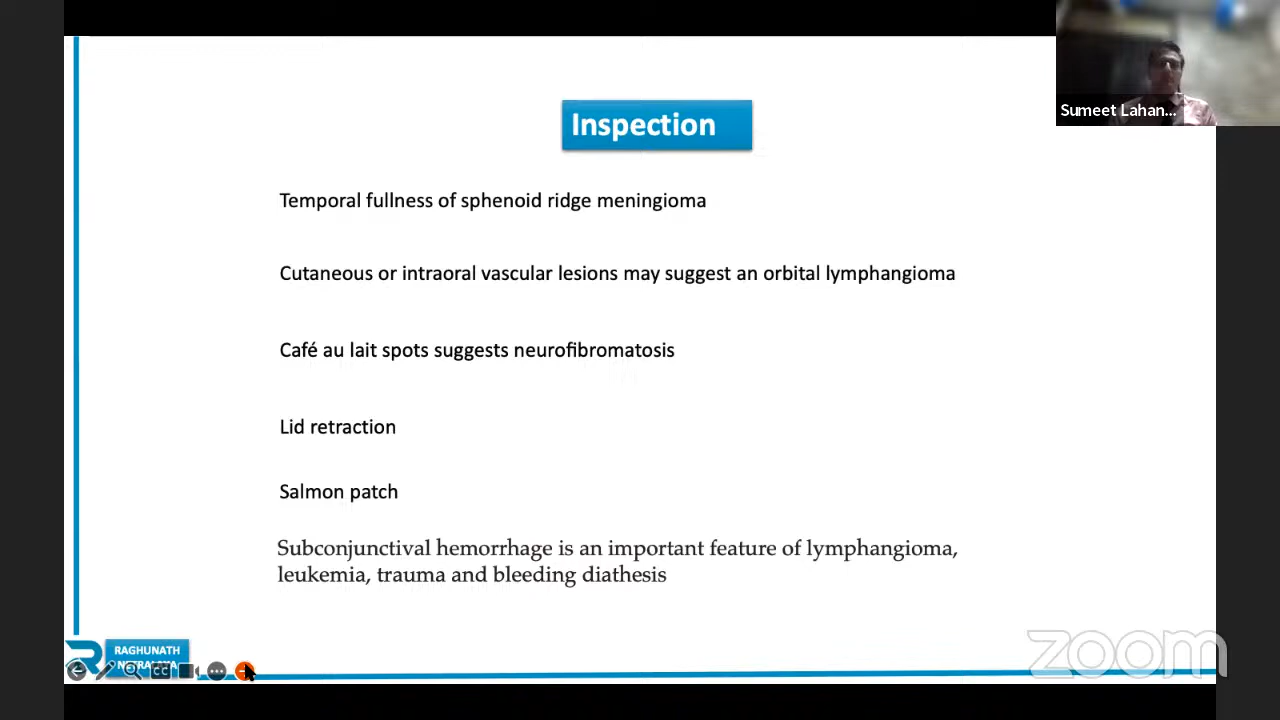 Sumeet Lahan...
Inspection
Temporal fullness of sphenoid ridge meningioma
Cutaneous or intraoral vascular lesions may suggest an orbital lymphangioma
Café au lait spots suggests neurofibromatosis
Lid retraction
Salmon patch
Subconjunctival hemorrhage is an important feature of lymphangioma,
leukemia, trauma and bleeding diathesis
RAGHUNATH
CC
zoom